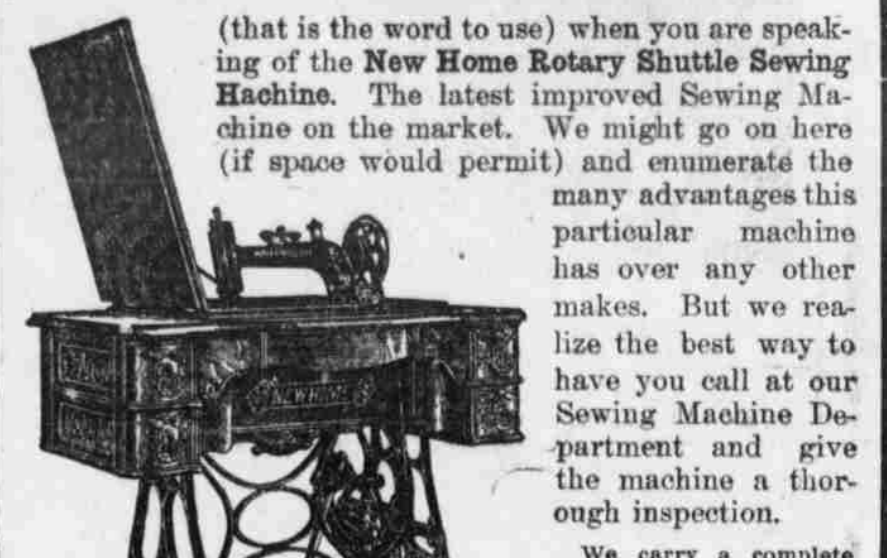 (that is the word to use) when you are speak-
ing of the New Home Rotary Shuttle Sewing
Hachine. The latest improved Sewing Ma-
chine on the market. We might go on here
(if space would permit) and enumerate the
many advantages this
particular machine
has over any other
makes. But we rea-
lize the best way to
have you call at our
Sewing Machine De-
partment and give
the machine a thor-
ough inspection.
We carry a complete
NEW HOME